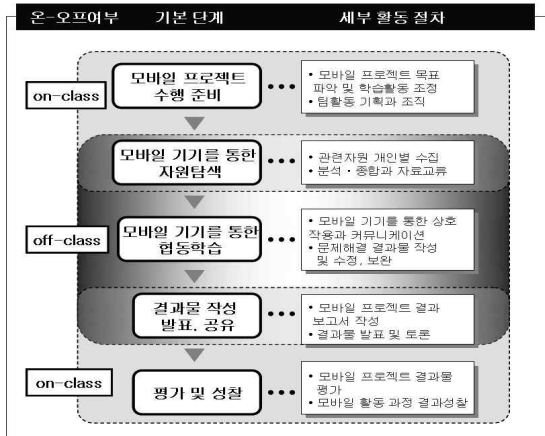 온-오프여부 기본 단계 세부 활동 절차
on-class
모바일 프로젝트
수행 준비
• 모바일 프로젝트 목표
파악 및 학습활동 조정
• 팀활동 기획과 조직
모바일 기기를 통한
자원탐색
• 관련자원 개인별 수집
• 분석·종합과 자료교류
off-class
모바일 기기를 통한
협동학습
• 모바일 기기를 통한 상호
작용과 커뮤니케이션
• 문제해결 결과물 작성
및 수정, 보완
결과물 작성
발표, 공유
• 모바일 프로젝트 결과
보고서 작성
• 결과물 발표 및 토론
on-class
평가 및 성찰
• 모바일 프로젝트 결과물
평가
• 모바일 활동 과정 결과성찰